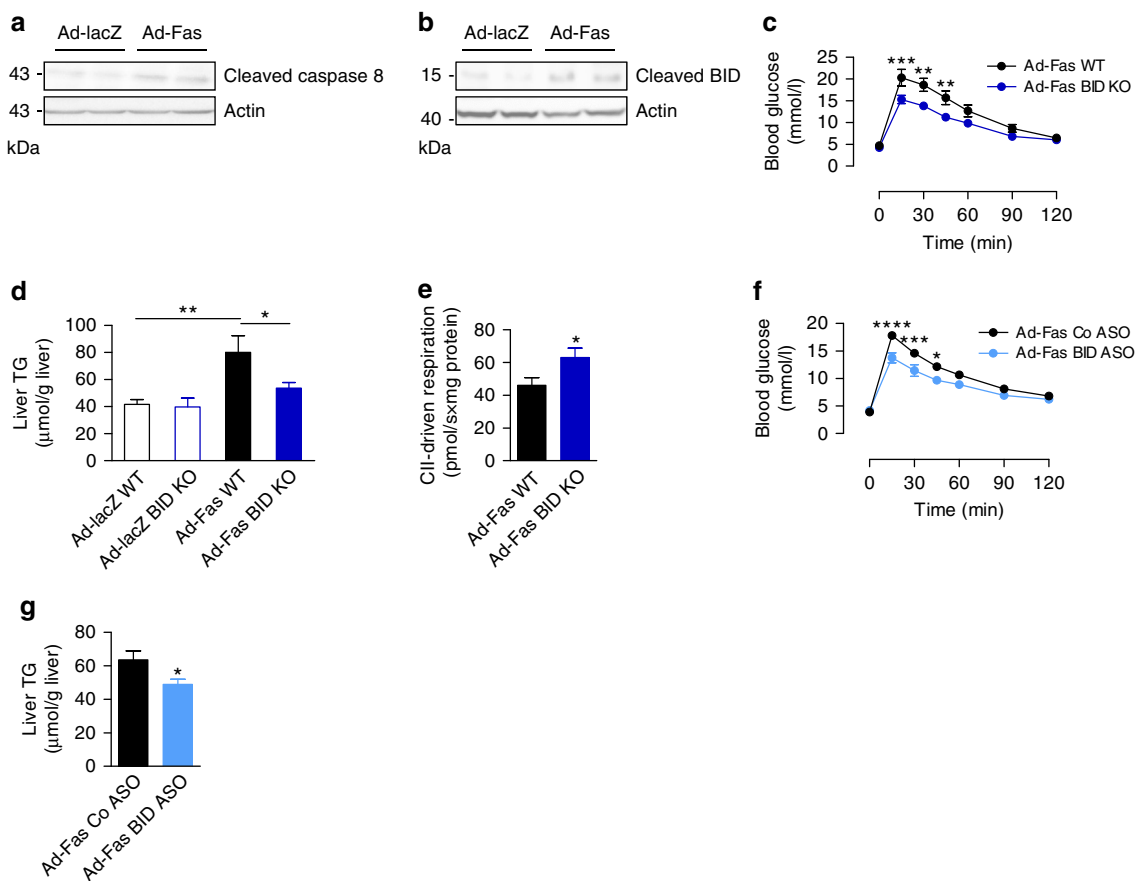 a
Ad-lacZ Ad-Fas
43 - Cleaved caspase 8
43 - Actin
kDa
b
Ad-lacZ Ad-Fas
15 - Cleaved BID
40 - Actin
kDa
c
Blood glucose
(mmol/l)
25
20
15
10
5
0
*** ** **
Ad-Fas WT
Ad-Fas BID KO
0 30 60 90 120
Time (min)
d
Liver TG
(μmol/g liver)
100
80
60
40
20
0
** *
Ad-lacZ WT
Ad-lacZ BID KO
Ad-Fas WT
Ad-Fas BID KO
e
CII-driven respiration
(pmol/sxmg protein)
80
60
40
20
0
*
Ad-Fas WT
Ad-Fas BID KO
f
Blood glucose
(mmol/l)
20
15
10
5
0
**** *** *
Ad-Fas Co ASO
Ad-Fas BID ASO
0 30 60 90 120
Time (min)
g
Liver TG
(μmol/g liver)
80
60
40
20
0
*
Ad-Fas Co ASO
Ad-Fas BID ASO